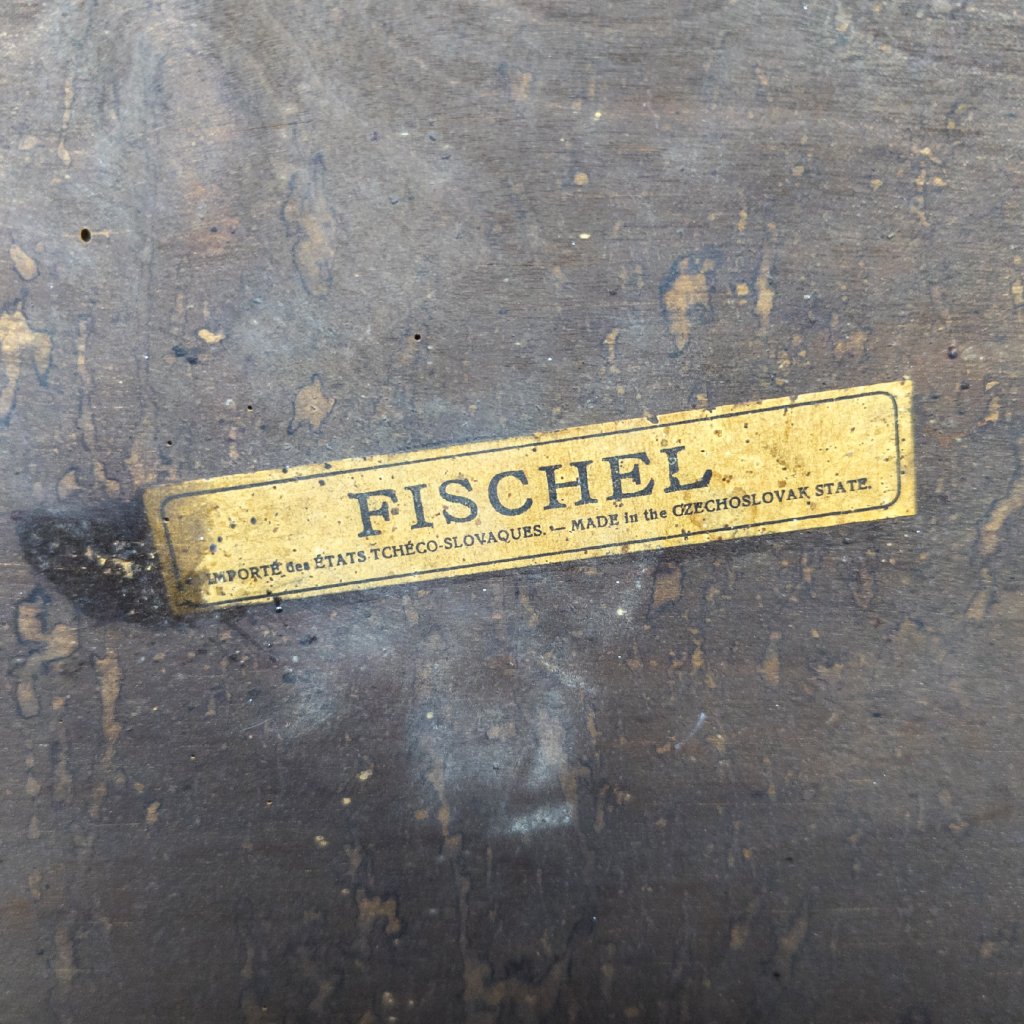 FISCHEL
IMPORTÉ des ÉTATS TCHÉCO-SLOVAQUES. — MADE in the CZECHOSLOVAK STATE.